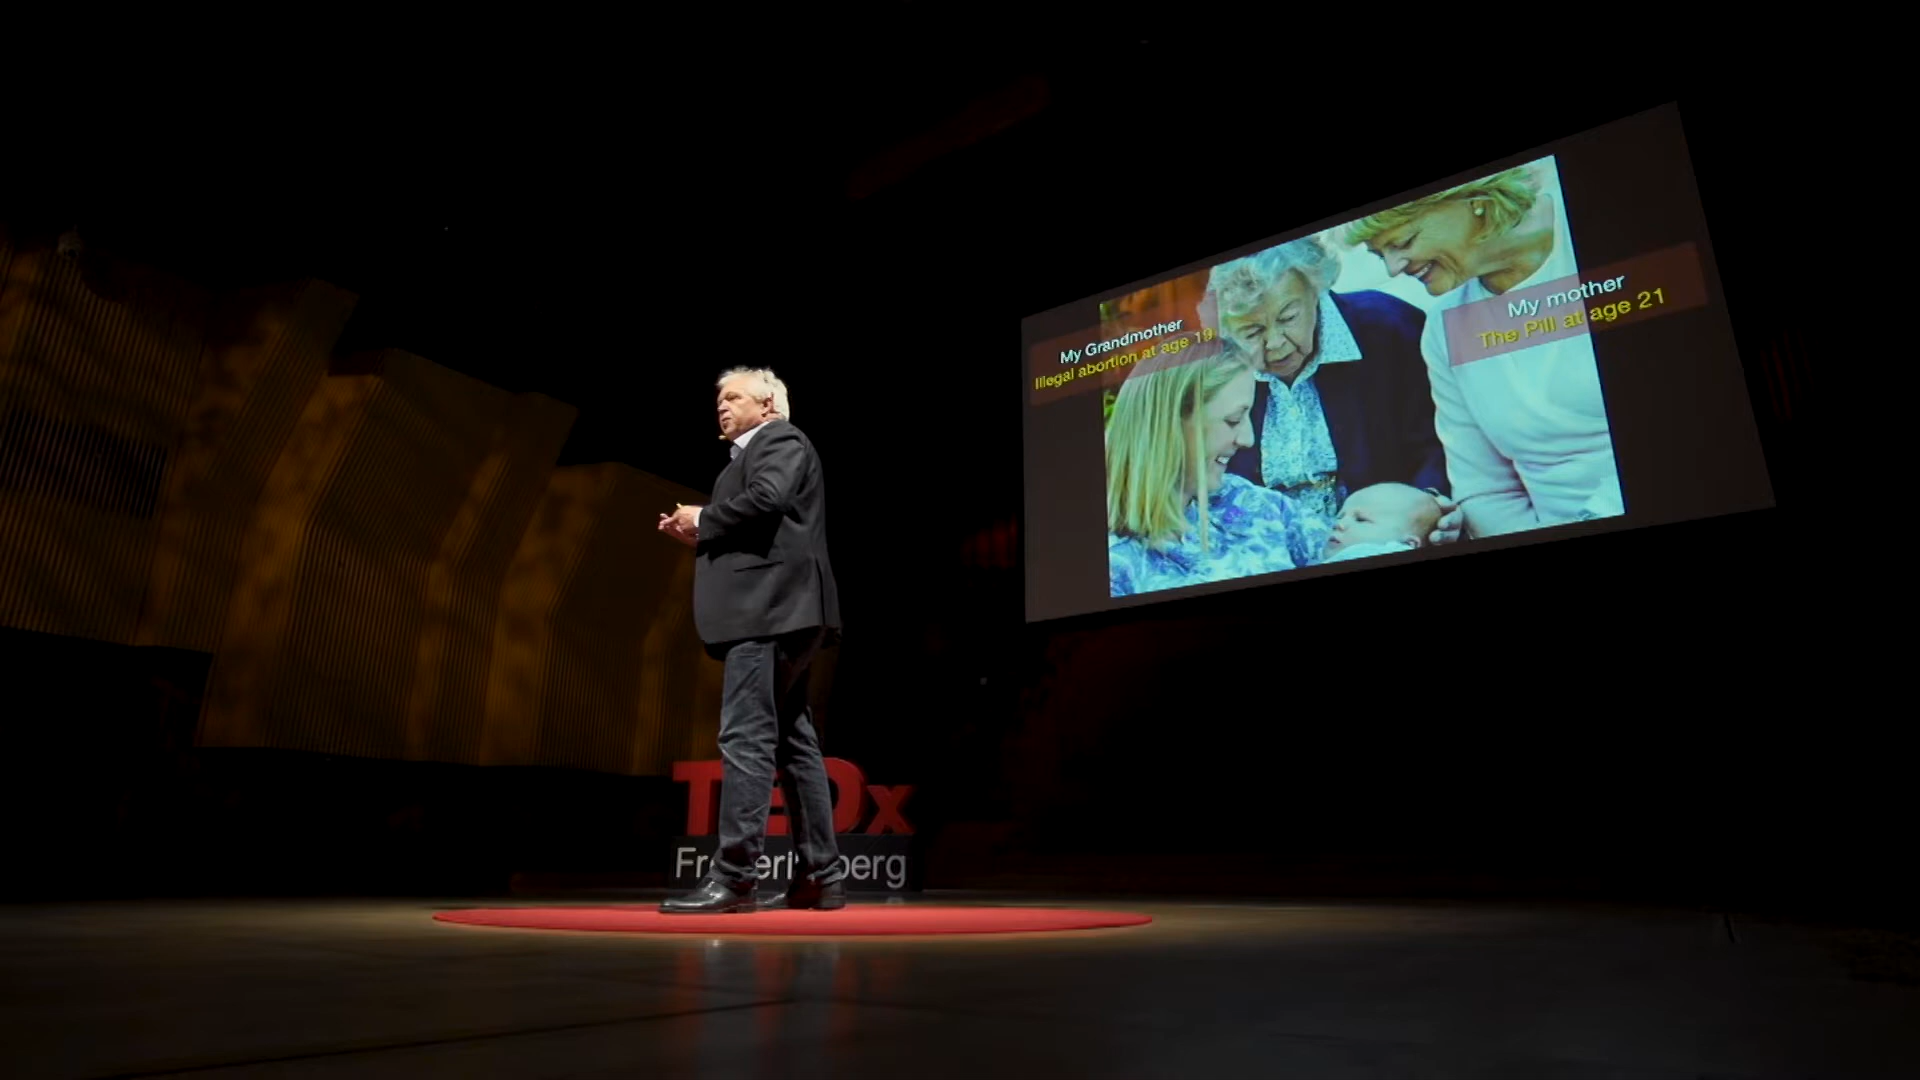 My Grandmother
Illegal abortion at age 19
My mother
The Pill at age 21
TEDx
Frederiksberg